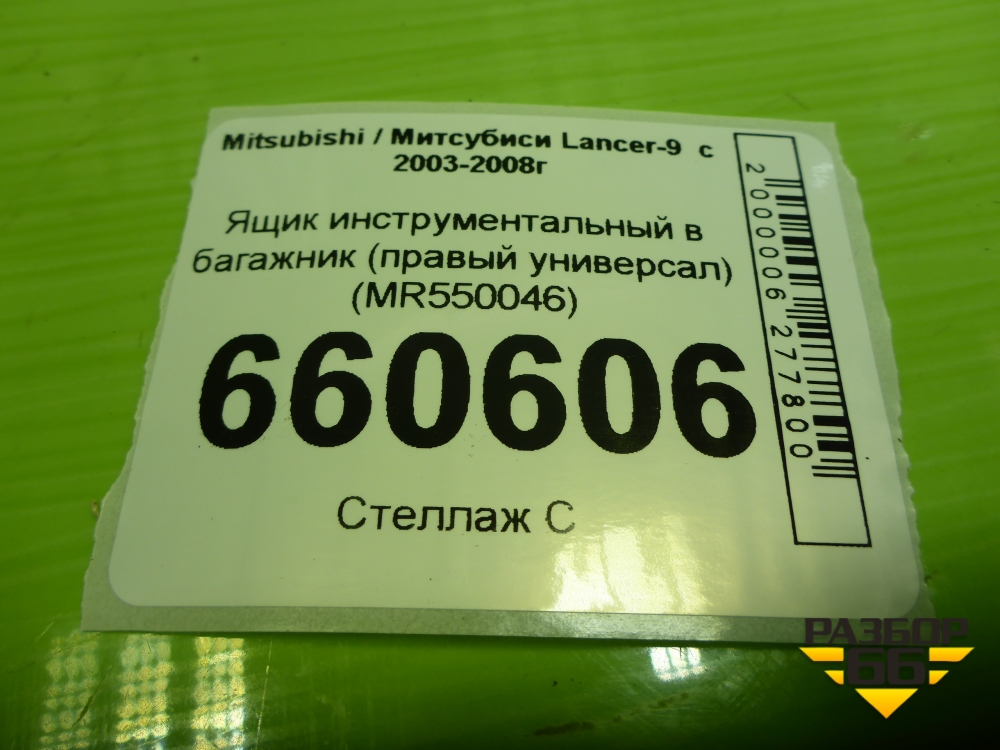 Mitsubishi / Митсубиси Lancer-9 с
2003-2008г
Ящик инструментальный в
багажник (правый универсал)
(MR550046)
660606
Стеллаж С
2000006277800
РАЗБОР
66